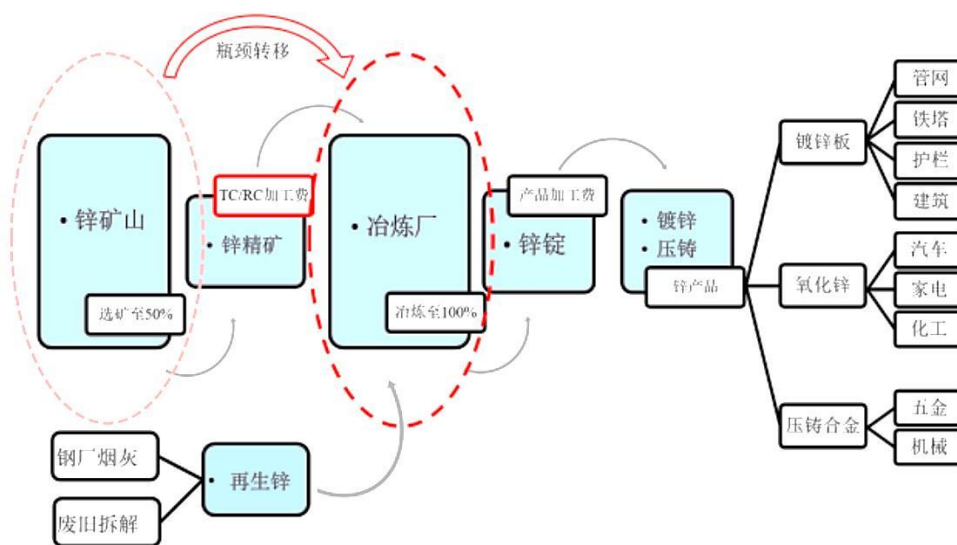 瓶颈转移
• 锌矿山
选矿至50%
TC/RC加工费
• 锌精矿
• 冶炼厂
冶炼至100%
产品加工费
• 锌锭
• 镀锌
• 压铸
锌产品
镀锌板
管网
铁塔
护栏
建筑
氧化锌
汽车
家电
化工
压铸合金
五金
机械
钢厂烟灰
废旧拆解
• 再生锌